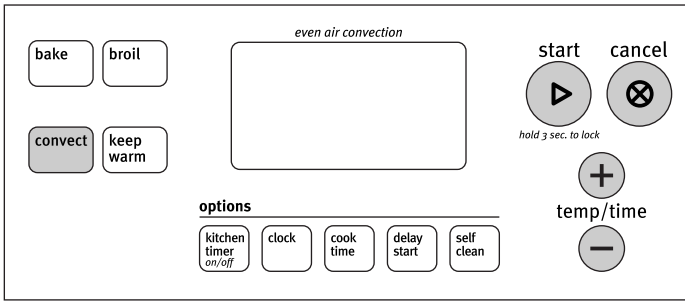 even air convection
bake
broil
start
cancel
hold 3 sec. to lock
convect
keep
warm
temp/time
options
kitchen
timer
on/off
clock
cook
time
delay
start
self
clean